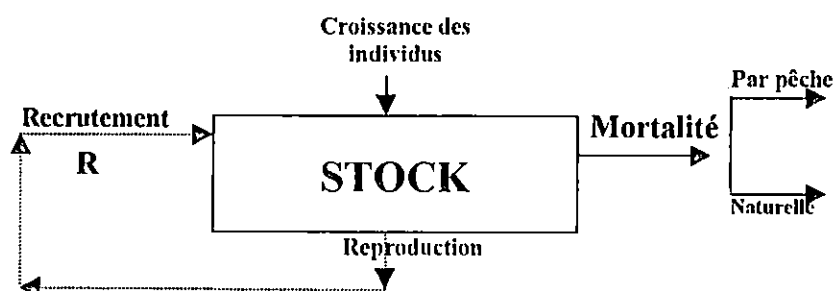 Croissance des
individus
Par pêche
Recrutement
Mortalité
R
STOCK
Naturelle
Reproduction